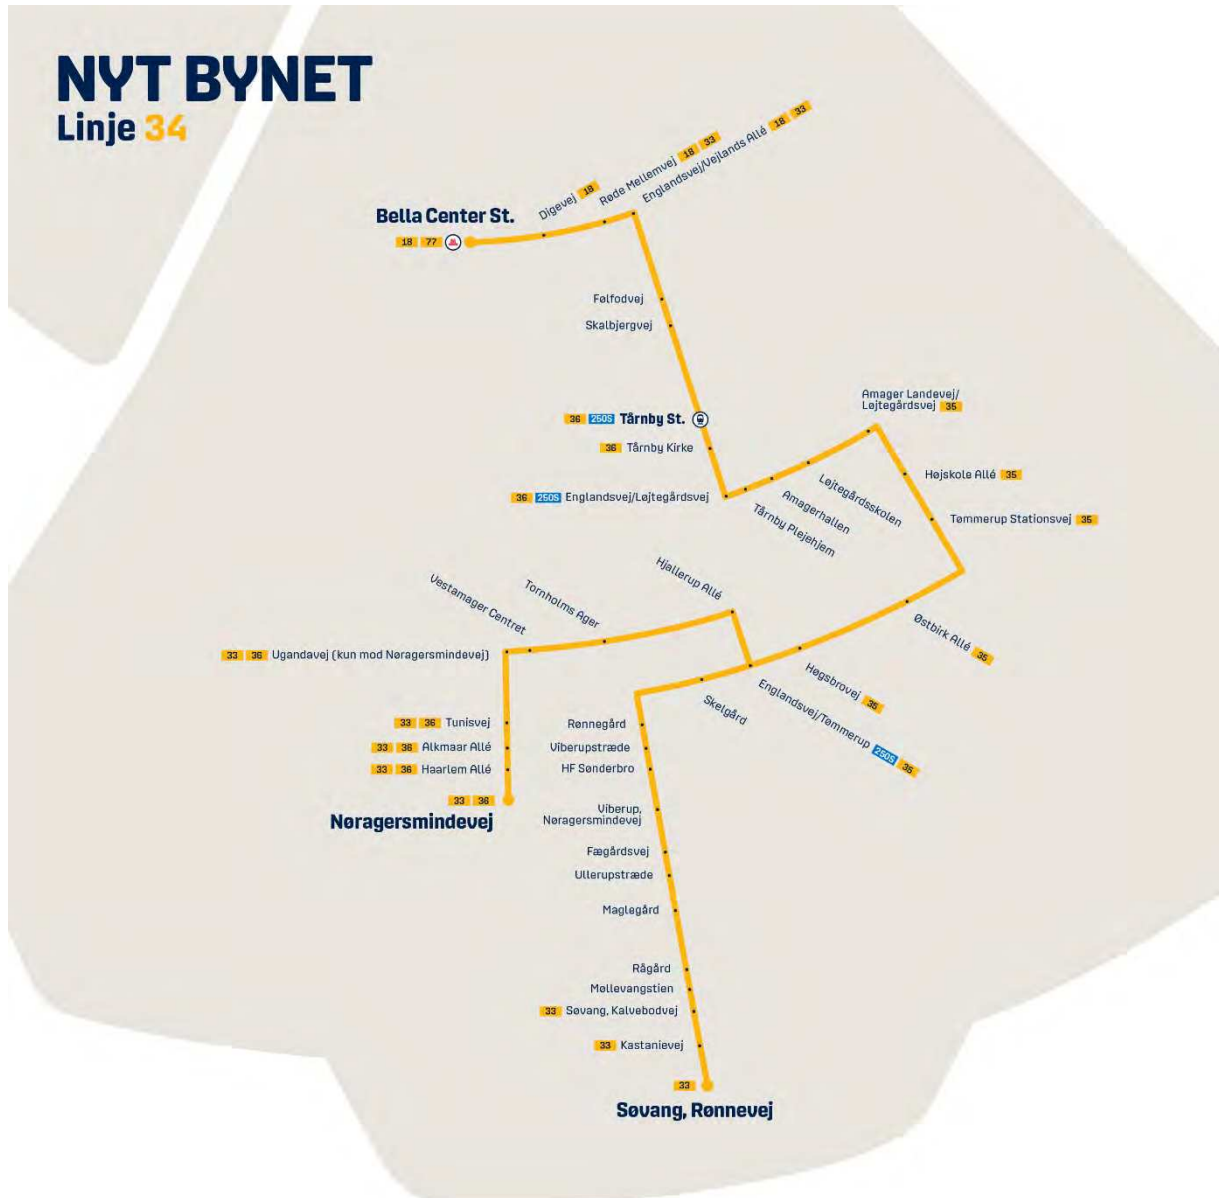 NYT BYNET
Linje 34
Englandsvej/Vejlands Allé 18 33
Røde Mellemvej 18 33
Digevej 18
Bella Center St.
18 77
Følfodvej
Skalbjergvej
36 250S Tårnby St.
36 Tårnby Kirke
36 250S Englandsvej/Løjtegårdsvej
Tårnby Plejehjem
Amagerhallen
Løjtegårdsskolen
Amager Landevej/
Løjtegårdsvej 35
Højskole Allé 35
Tømmerup Stationsvej 35
Østbirk Allé 35
Høgsbrovej 35
Englandsvej/Tømmerup 250S 35
Hjallerup Allé
Tornholms Ager
Vestamager Centret
33 36 Ugandavej (kun mod Nøragersmindevej)
33 36 Tunisvej
33 36 Alkmaar Allé
33 36 Haarlem Allé
33 36
Nøragersmindevej
Skelgård
Rønnegård
Viberupstræde
HF Sønderbro
Viberup,
Nøragersmindevej
Fægårdsvej
Ullerupstræde
Maglegård
Rågård
Møllevangstien
33 Søvang, Kalvebodvej
33 Kastanievej
33
Søvang, Rønnevej